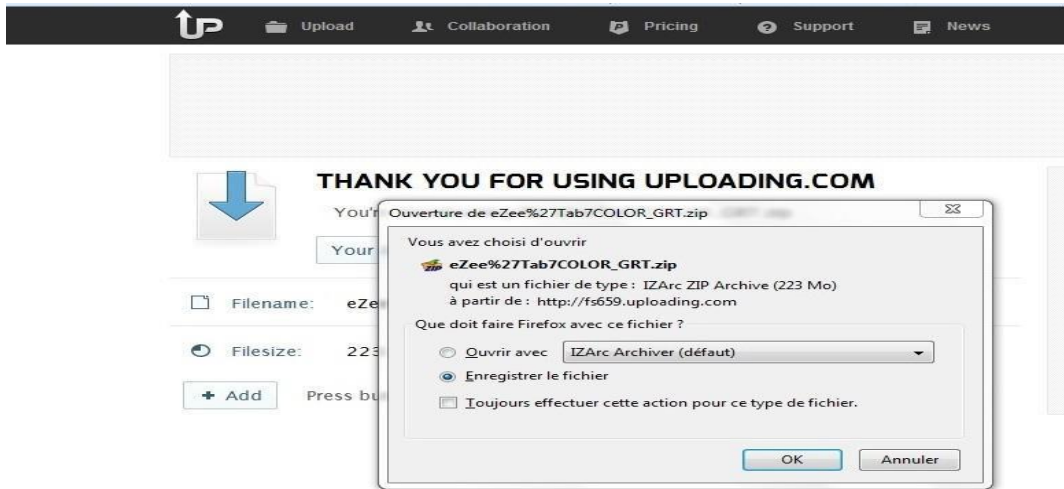 UP Upload Collaboration Pricing Support News
THANK YOU FOR USING UPLOADING.COM
Ouverture de eZee%27Tab7COLOR_GRT.zip
Your
Vous avez choisi d'ouvrir
eZee%27Tab7COLOR_GRT.zip
qui est un fichier de type : IZArc ZIP Archive (223 Mo)
à partir de : http://fs659.uploading.com
Filename:
Que doit faire Firefox avec ce fichier ?
Filesize: 223
Ouvrir avec IZArc Archiver (défaut)
Enregistrer le fichier
+ Add Press
Toujours effectuer cette action pour ce type de fichier.
OK Annuler